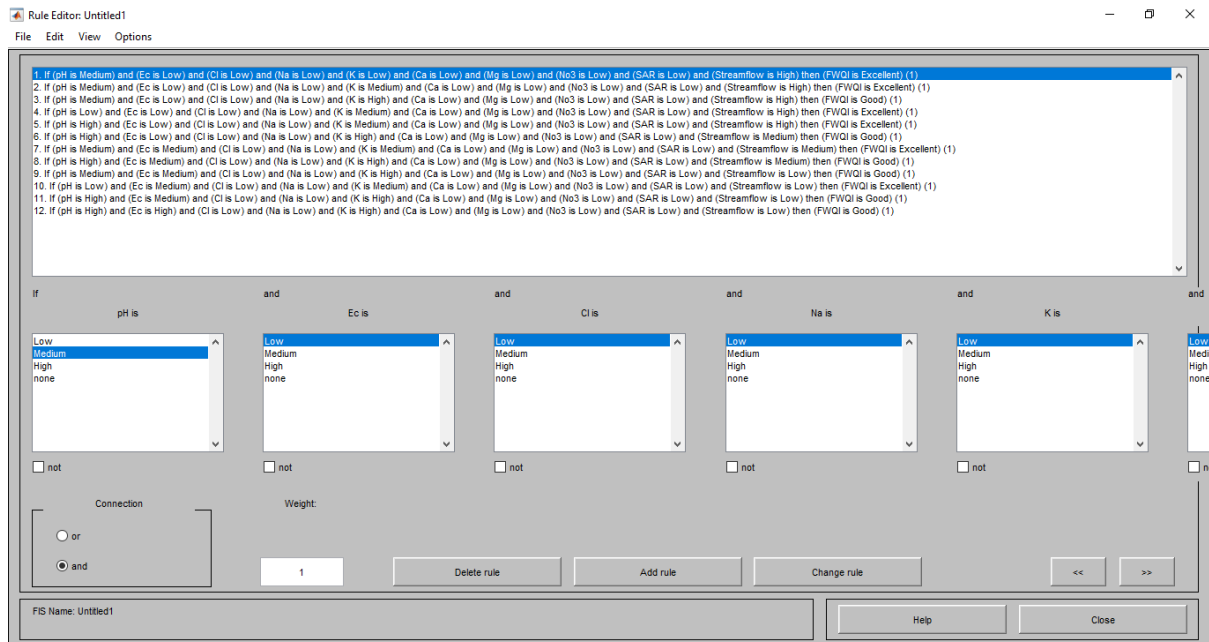 Rule Editor: Untitled1
File Edit View Options
1. If (pH is Medium) and (Ec is Low) and (Cl is Low) and (Na is Low) and (K is Low) and (Ca is Low) and (Mg is Low) and (No3 is Low) and (SAR is Low) and (Streamflow is High) then (FWQI is Excellent) (1)
2. If (pH is Medium) and (Ec is Low) and (Cl is Low) and (Na is Low) and (K is Medium) and (Ca is Low) and (Mg is Low) and (No3 is Low) and (SAR is Low) and (Streamflow is High) then (FWQI is Excellent) (1)
3. If (pH is Medium) and (Ec is Low) and (Cl is Low) and (Na is Low) and (K is High) and (Ca is Low) and (Mg is Low) and (No3 is Low) and (SAR is Low) and (Streamflow is High) then (FWQI is Good) (1)
4. If (pH is Low) and (Ec is Low) and (Cl is Low) and (Na is Low) and (K is Medium) and (Ca is Low) and (Mg is Low) and (No3 is Low) and (SAR is Low) and (Streamflow is High) then (FWQI is Excellent) (1)
5. If (pH is High) and (Ec is Low) and (Cl is Low) and (Na is Low) and (K is Medium) and (Ca is Low) and (Mg is Low) and (No3 is Low) and (SAR is Low) and (Streamflow is High) then (FWQI is Excellent) (1)
6. If (pH is High) and (Ec is Low) and (Cl is Low) and (Na is Low) and (K is High) and (Ca is Low) and (Mg is Low) and (No3 is Low) and (SAR is Low) and (Streamflow is Medium) then (FWQI is Good) (1)
7. If (pH is Medium) and (Ec is Medium) and (Cl is Low) and (Na is Low) and (K is Medium) and (Ca is Low) and (Mg is Low) and (No3 is Low) and (SAR is Low) and (Streamflow is Medium) then (FWQI is Excellent) (1)
8. If (pH is High) and (Ec is Medium) and (Cl is Low) and (Na is Low) and (K is High) and (Ca is Low) and (Mg is Low) and (No3 is Low) and (SAR is Low) and (Streamflow is Medium) then (FWQI is Good) (1)
9. If (pH is Medium) and (Ec is Medium) and (Cl is Low) and (Na is Low) and (K is High) and (Ca is Low) and (Mg is Low) and (No3 is Low) and (SAR is Low) and (Streamflow is Low) then (FWQI is Good) (1)
10. If (pH is Low) and (Ec is Medium) and (Cl is Low) and (Na is Low) and (K is Medium) and (Ca is Low) and (Mg is Low) and (No3 is Low) and (SAR is Low) and (Streamflow is Low) then (FWQI is Excellent) (1)
11. If (pH is High) and (Ec is Medium) and (Cl is Low) and (Na is Low) and (K is High) and (Ca is Low) and (Mg is Low) and (No3 is Low) and (SAR is Low) and (Streamflow is Low) then (FWQI is Good) (1)
12. If (pH is High) and (Ec is High) and (Cl is Low) and (Na is Low) and (K is High) and (Ca is Low) and (Mg is Low) and (No3 is Low) and (SAR is Low) and (Streamflow is Low) then (FWQI is Good) (1)
If and and and and and
pH is Ec is Cl is Na is K is
Low Low Low Low Low Low
Medium Medium Medium Medium Medium Medi
High High High High High High
none none none none none none
not not not not not n
Connection Weight:
or
and 1 Delete rule Add rule Change rule << >>
FIS Name: Untitled1 Help Close